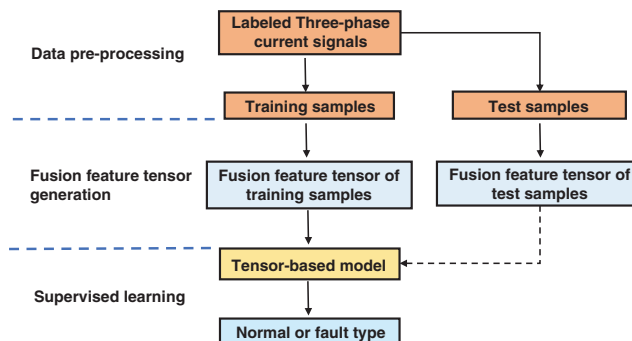 Labeled Three-phase
current signals
Data pre-processing
Training samples
Test samples
Fusion feature tensor
generation
Fusion feature tensor of
training samples
Fusion feature tensor of
test samples
Tensor-based model
Supervised learning
Normal or fault type